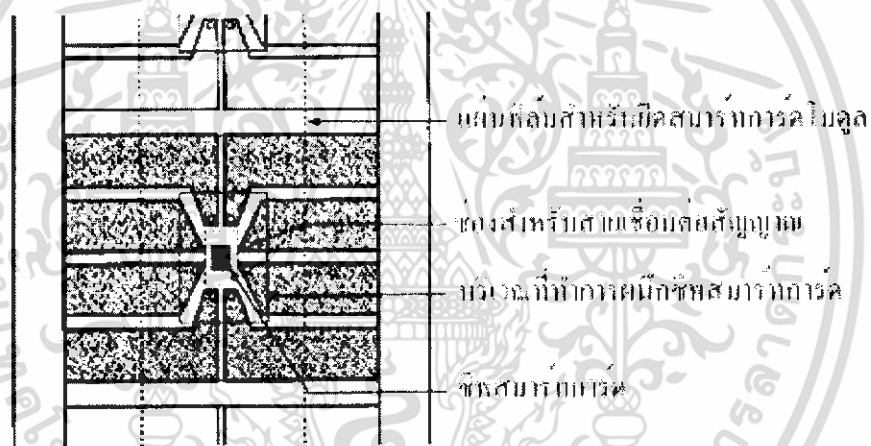 แผ่นฟิล์มสำหรับยึดสมาร์ทการ์ดโมดูล
ช่องสำหรับสายเชื่อมต่อสัญญาณ
บริเวณที่ทำการผนึกชิพสมาร์ทการ์ด
ชิพสมาร์ทการ์ด